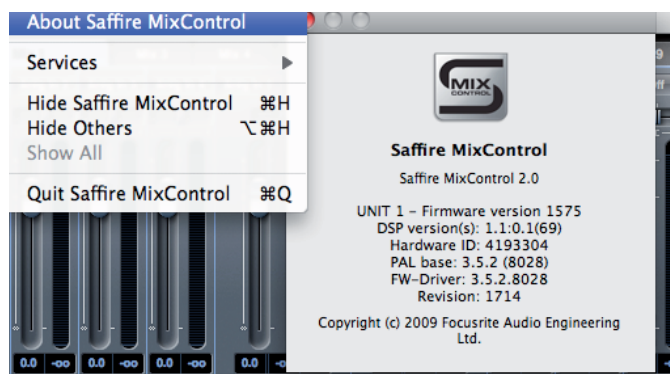 About Saffire MixControl
Services
Hide Saffire MixControl ⌘H
Hide Others ⌥⌘H
Show All
Quit Saffire MixControl ⌘Q
MIX
CONTROL
Saffire MixControl
Saffire MixControl 2.0
UNIT 1 – Firmware version 1575
DSP version(s): 1.1:0.1(69)
Hardware ID: 4193304
PAL base: 3.5.2 (8028)
FW-Driver: 3.5.2.8028
Revision: 1714
Copyright (c) 2009 Focusrite Audio Engineering
Ltd.
0.0 -oo 0.0 -oo 0.0 -oo 0.0